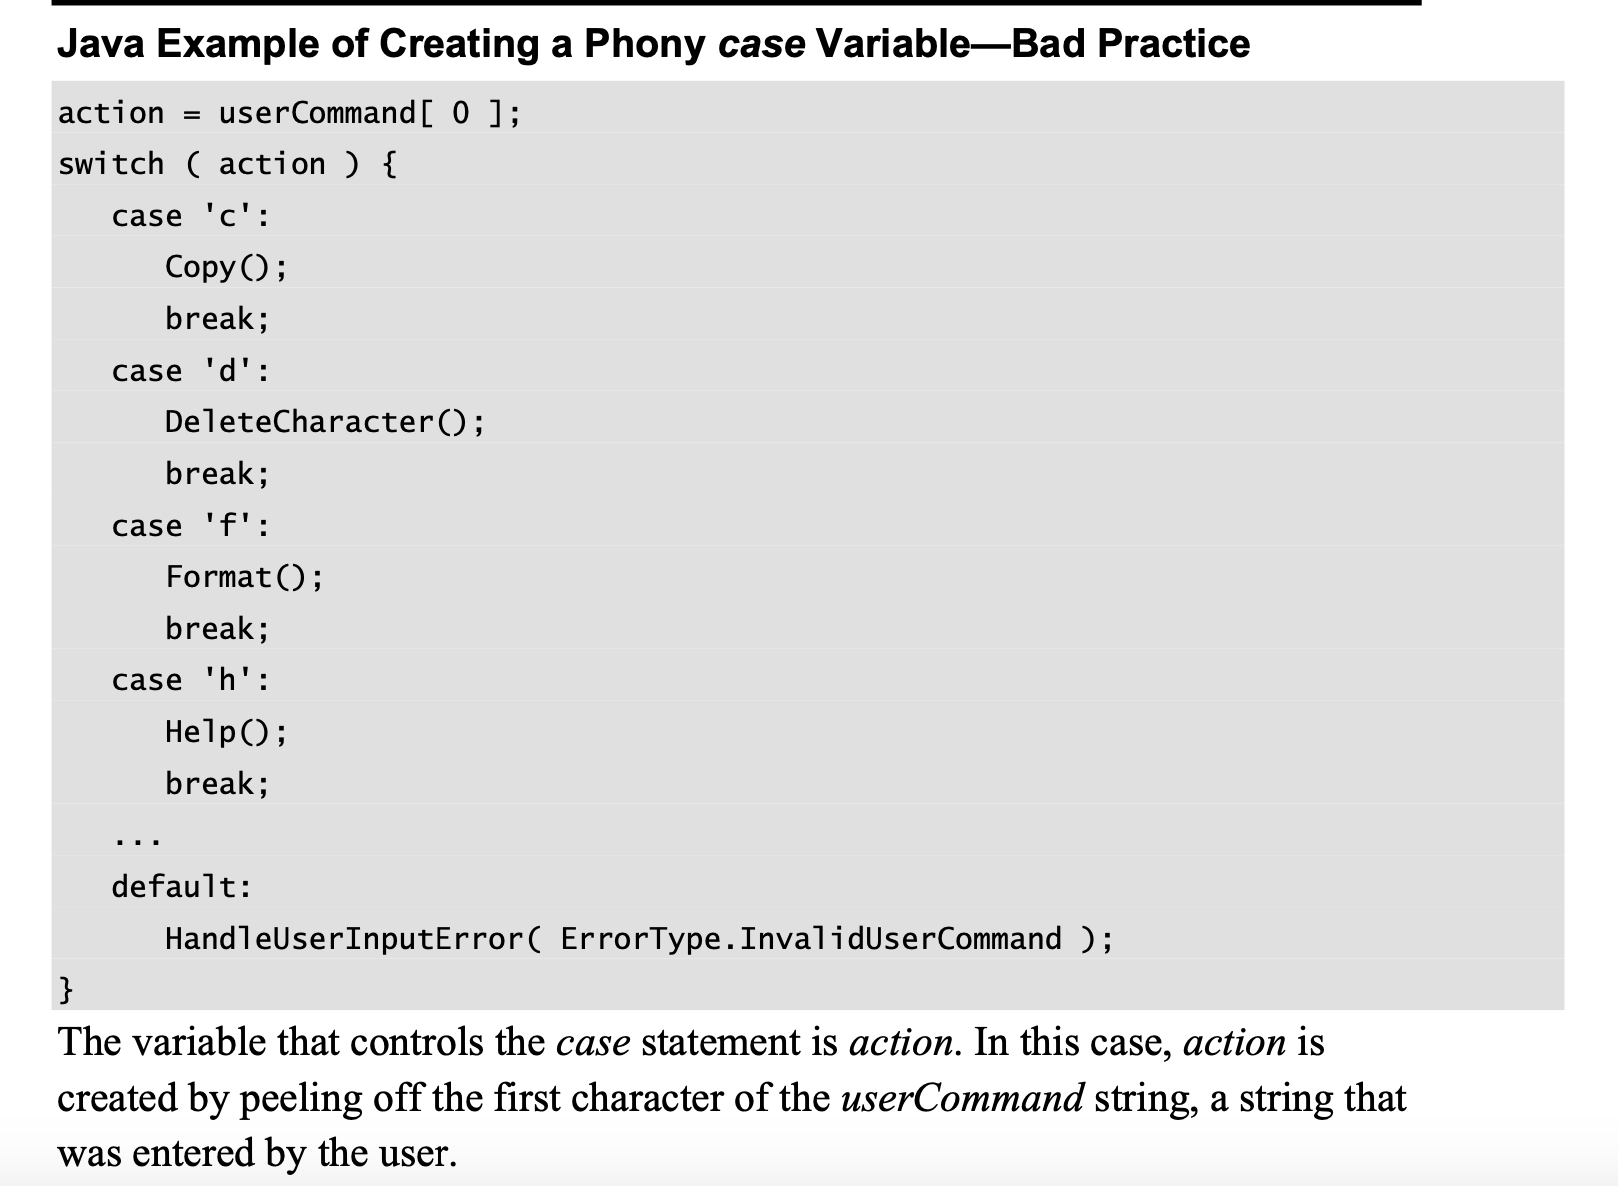 Java Example of Creating a Phony case Variable—Bad Practice
action = userCommand[ 0 ];
switch ( action ) {
   case 'c':
      Copy();
      break;
   case 'd':
      DeleteCharacter();
      break;
   case 'f':
      Format();
      break;
   case 'h':
      Help();
      break;
   ...
   default:
      HandleUserInputError( ErrorType.InvalidUserCommand );
}
The variable that controls the case statement is action. In this case, action is
created by peeling off the first character of the userCommand string, a string that
was entered by the user.